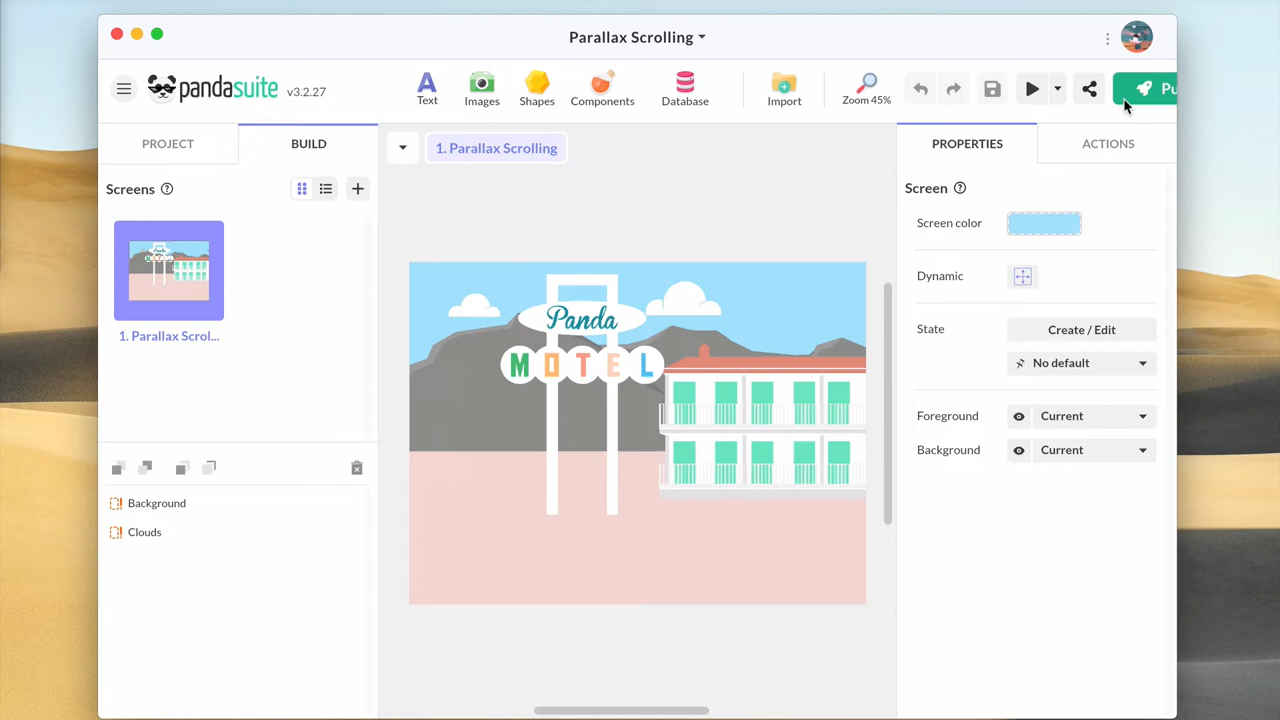 Parallax Scrolling
pandasuite v3.2.27
Text
Images
Shapes
Components
Database
Import
Zoom 45%
Pu
PROJECT
BUILD
1. Parallax Scrolling
PROPERTIES
ACTIONS
Screens
1. Parallax Scrol...
Background
Clouds
Panda
MOTEL
Screen
Screen color
Dynamic
State
Create / Edit
No default
Foreground
Current
Background
Current